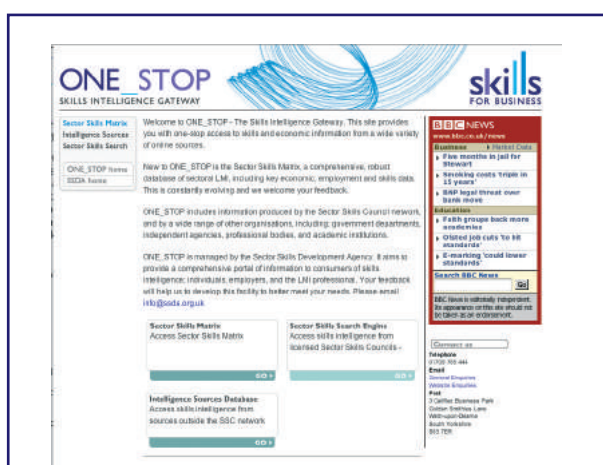 ONE_STOP
SKILLS INTELLIGENCE GATEWAY
skills
FOR BUSINESS
Sector Skills Matrix
Intelligence Sources
Sector Skills Search
ONE_STOP home
SSDA home
Welcome to ONE_STOP - The Skills Intelligence Gateway. This site provides
you with one-stop access to skills and economic information from a wide variety
of online sources.
New to ONE_STOP is the Sector Skills Matrix, a comprehensive, robust
database of sectoral LMI, including key economic, employment and skills data.
This is constantly evolving and we welcome your feedback.
ONE_STOP includes information produced by the Sector Skills Council network,
and by a wide range of other organisations, including: government departments,
independent agencies, professional bodies, and academic institutions.
ONE_STOP is managed by the Sector Skills Development Agency. It aims to
provide a comprehensive portal of information to consumers of skills
intelligence; individuals, employers, and the LMI professional. Your feedback
will help us to develop this facility to better meet your needs. Please email
info@ssda.org.uk
Sector Skills Matrix
Access Sector Skills Matrix
GO >
Sector Skills Search Engine
Access skills intelligence from
licensed Sector Skills Councils -
GO >
Intelligence Sources Database
Access skills intelligence from
sources outside the SSC network
GO >
BBC NEWS
www.bbc.co.uk/news
Business Market Data
Five months in jail for
Stewart
Smoking costs 'triple in
15 years'
BNP legal threat over
bank move
Education
Faith groups back more
academies
Ofsted job cuts 'to hit
standards'
E-marking 'could lower
standards'
Search BBC News
Go
BBC News is editorially independent.
Its appearance on this site should not
be taken as an endorsement.
Contact us
Telephone
Email
General Enquiries
Website Enquiries
Post
3 Callflex Business Park
Golden Smithies Lane
Wath-upon-Dearne
South Yorkshire
S63 7ER